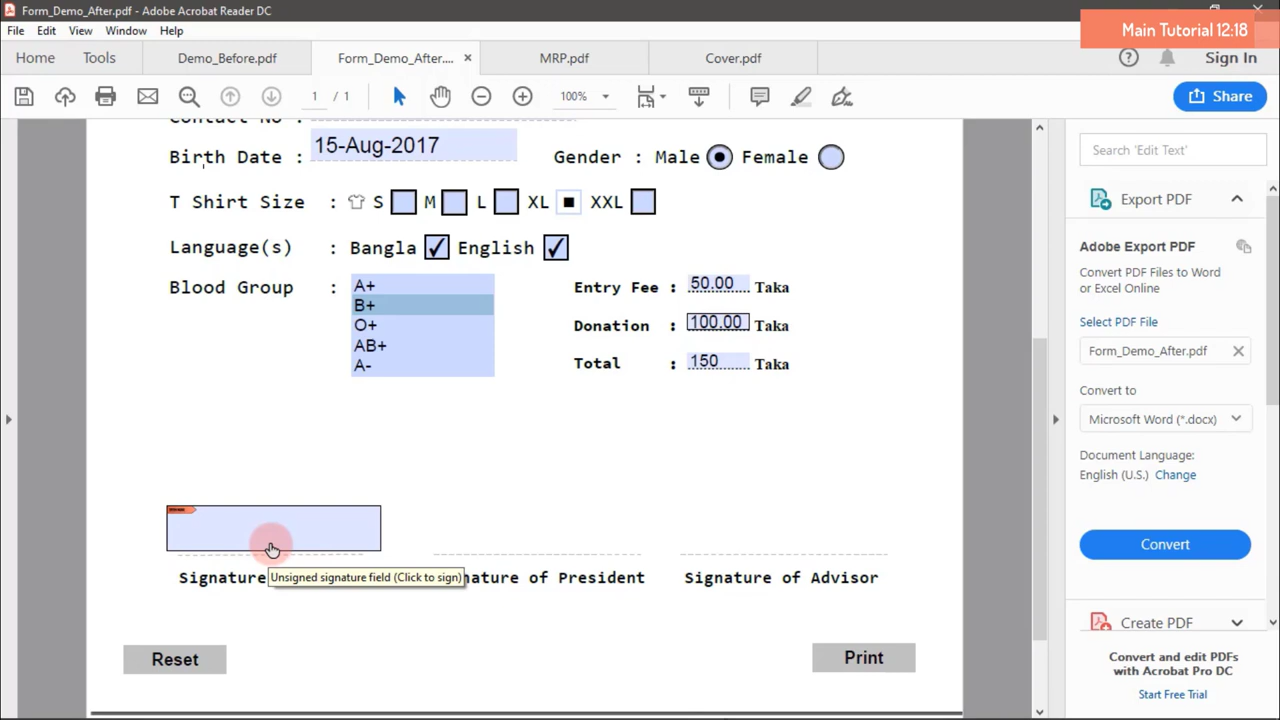 Form_Demo_After.pdf - Adobe Acrobat Reader DC
Main Tutorial 12:18
File Edit View Window Help
Home Tools Demo_Before.pdf Form_Demo_After.... MRP.pdf Cover.pdf Sign In
1 / 1 100% Share
Contact No :
Birth Date : 15-Aug-2017 Gender : Male Female
T Shirt Size : S M L XL XXL
Language(s) : Bangla English
Blood Group : A+
B+
O+
AB+
A-
Entry Fee : 50.00 Taka
Donation : 100.00 Taka
Total : 150 Taka
Unsigned signature field (Click to sign)
Signature nature of President Signature of Advisor
Reset Print
Search 'Edit Text'
Export PDF
Adobe Export PDF
Convert PDF Files to Word
or Excel Online
Select PDF File
Form_Demo_After.pdf
Convert to
Microsoft Word (*.docx)
Document Language:
English (U.S.) Change
Convert
Create PDF
Convert and edit PDFs
with Acrobat Pro DC
Start Free Trial